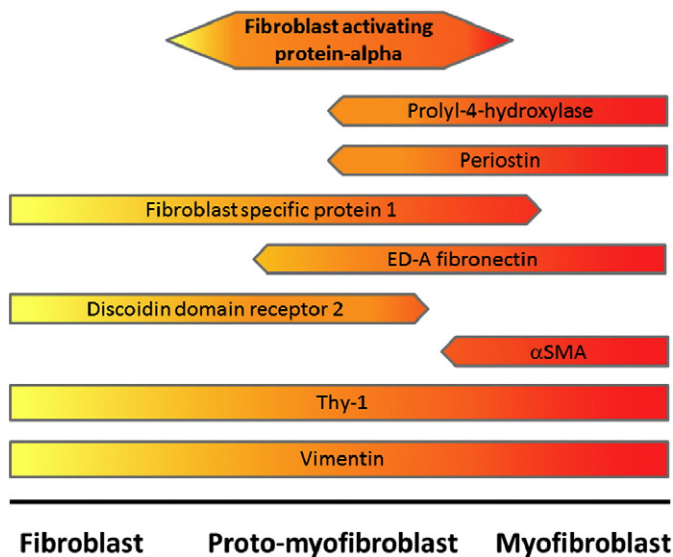 Fibroblast activating
protein-alpha
Prolyl-4-hydroxylase
Periostin
Fibroblast specific protein 1
ED-A fibronectin
Discoidin domain receptor 2
αSMA
Thy-1
Vimentin
Fibroblast Proto-myofibroblast Myofibroblast